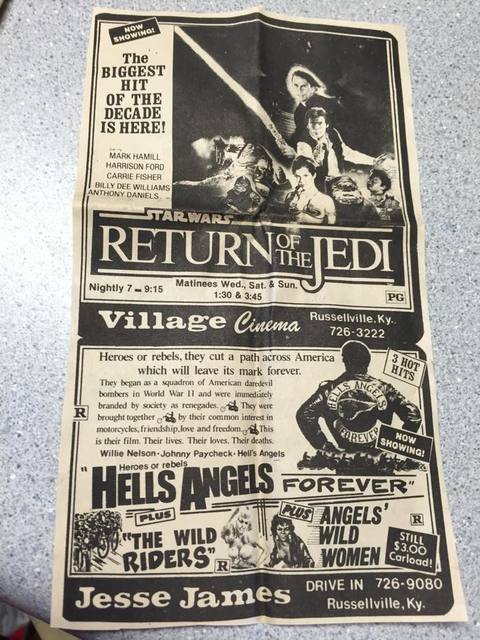 NOW SHOWING!
The
BIGGEST
HIT
OF THE
DECADE
IS HERE!
MARK HAMILL
HARRISON FORD
CARRIE FISHER
BILLY DEE WILLIAMS
ANTHONY DANIELS
STAR WARS
RETURN OF THE JEDI
Nightly 7 - 9:15
Matinees Wed., Sat. & Sun.
1:30 & 3:45
PG
Village Cinema
Russellville, Ky.
726-3222
Heroes or rebels, they cut a path across America
which will leave its mark forever.
They began as a squadron of American daredevil
bombers in World War II and were immediately
branded by society as renegades. They were
brought together by their common interest in
motorcycles, friendship, love and freedom. This
is their film. Their lives. Their loves. Their deaths.
Willie Nelson · Johnny Paycheck · Hell's Angels
R
3 HOT
HITS
HELLS ANGELS
FOREVER
NOW
SHOWING!
Heroes or rebels
"HELLS ANGELS FOREVER"
PLUS
"THE WILD
RIDERS"
R
PLUS
ANGELS'
WILD
WOMEN
R
STILL
$3.00
Carload!
Jesse James
DRIVE IN 726-9080
Russellville, Ky.